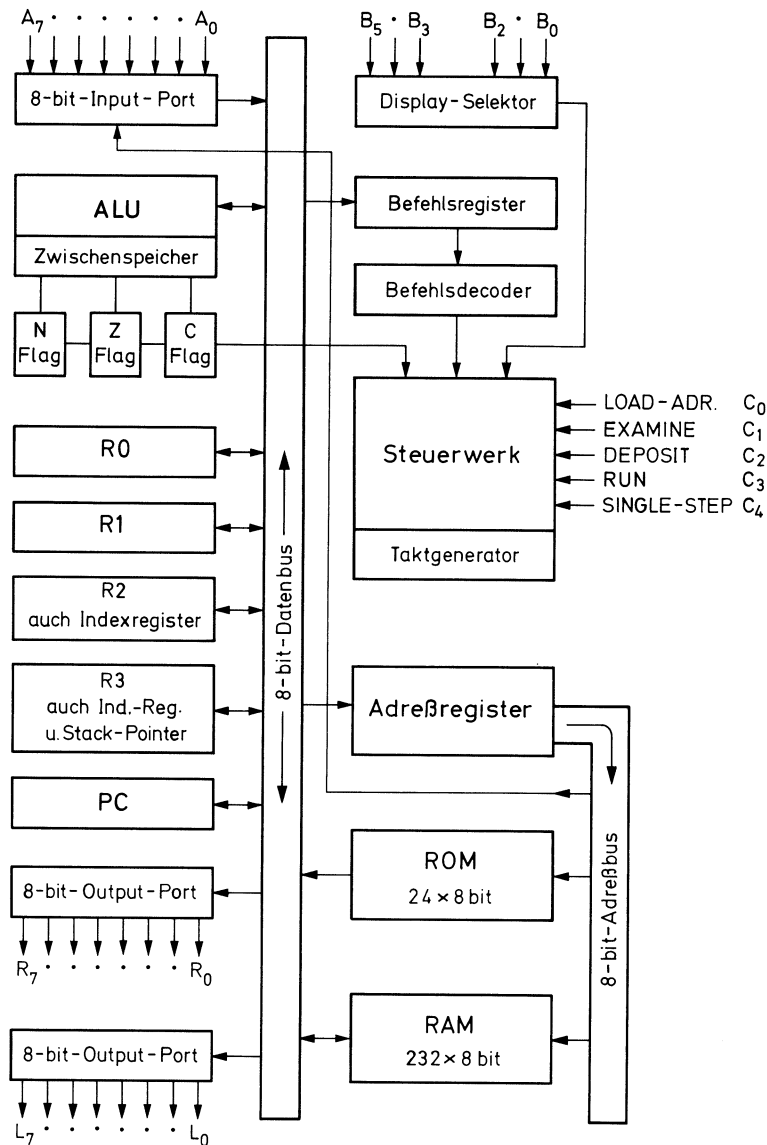 A7 · · · · · · A0
8-bit-Input-Port
ALU
Zwischenspeicher
N Flag
Z Flag
C Flag
R0
R1
R2
auch Indexregister
R3
auch Ind.-Reg.
u. Stack-Pointer
PC
8-bit-Output-Port
R7 · · · · · · R0
8-bit-Output-Port
L7 · · · · · · L0
8-bit-Datenbus
B5 · B3 B2 · B0
Display-Selektor
Befehlsregister
Befehlsdecoder
Steuerwerk
Taktgenerator
LOAD-ADR. C0
EXAMINE C1
DEPOSIT C2
RUN C3
SINGLE-STEP C4
Adreßregister
ROM
24 × 8 bit
RAM
232 × 8 bit
8-bit-Adreßbus